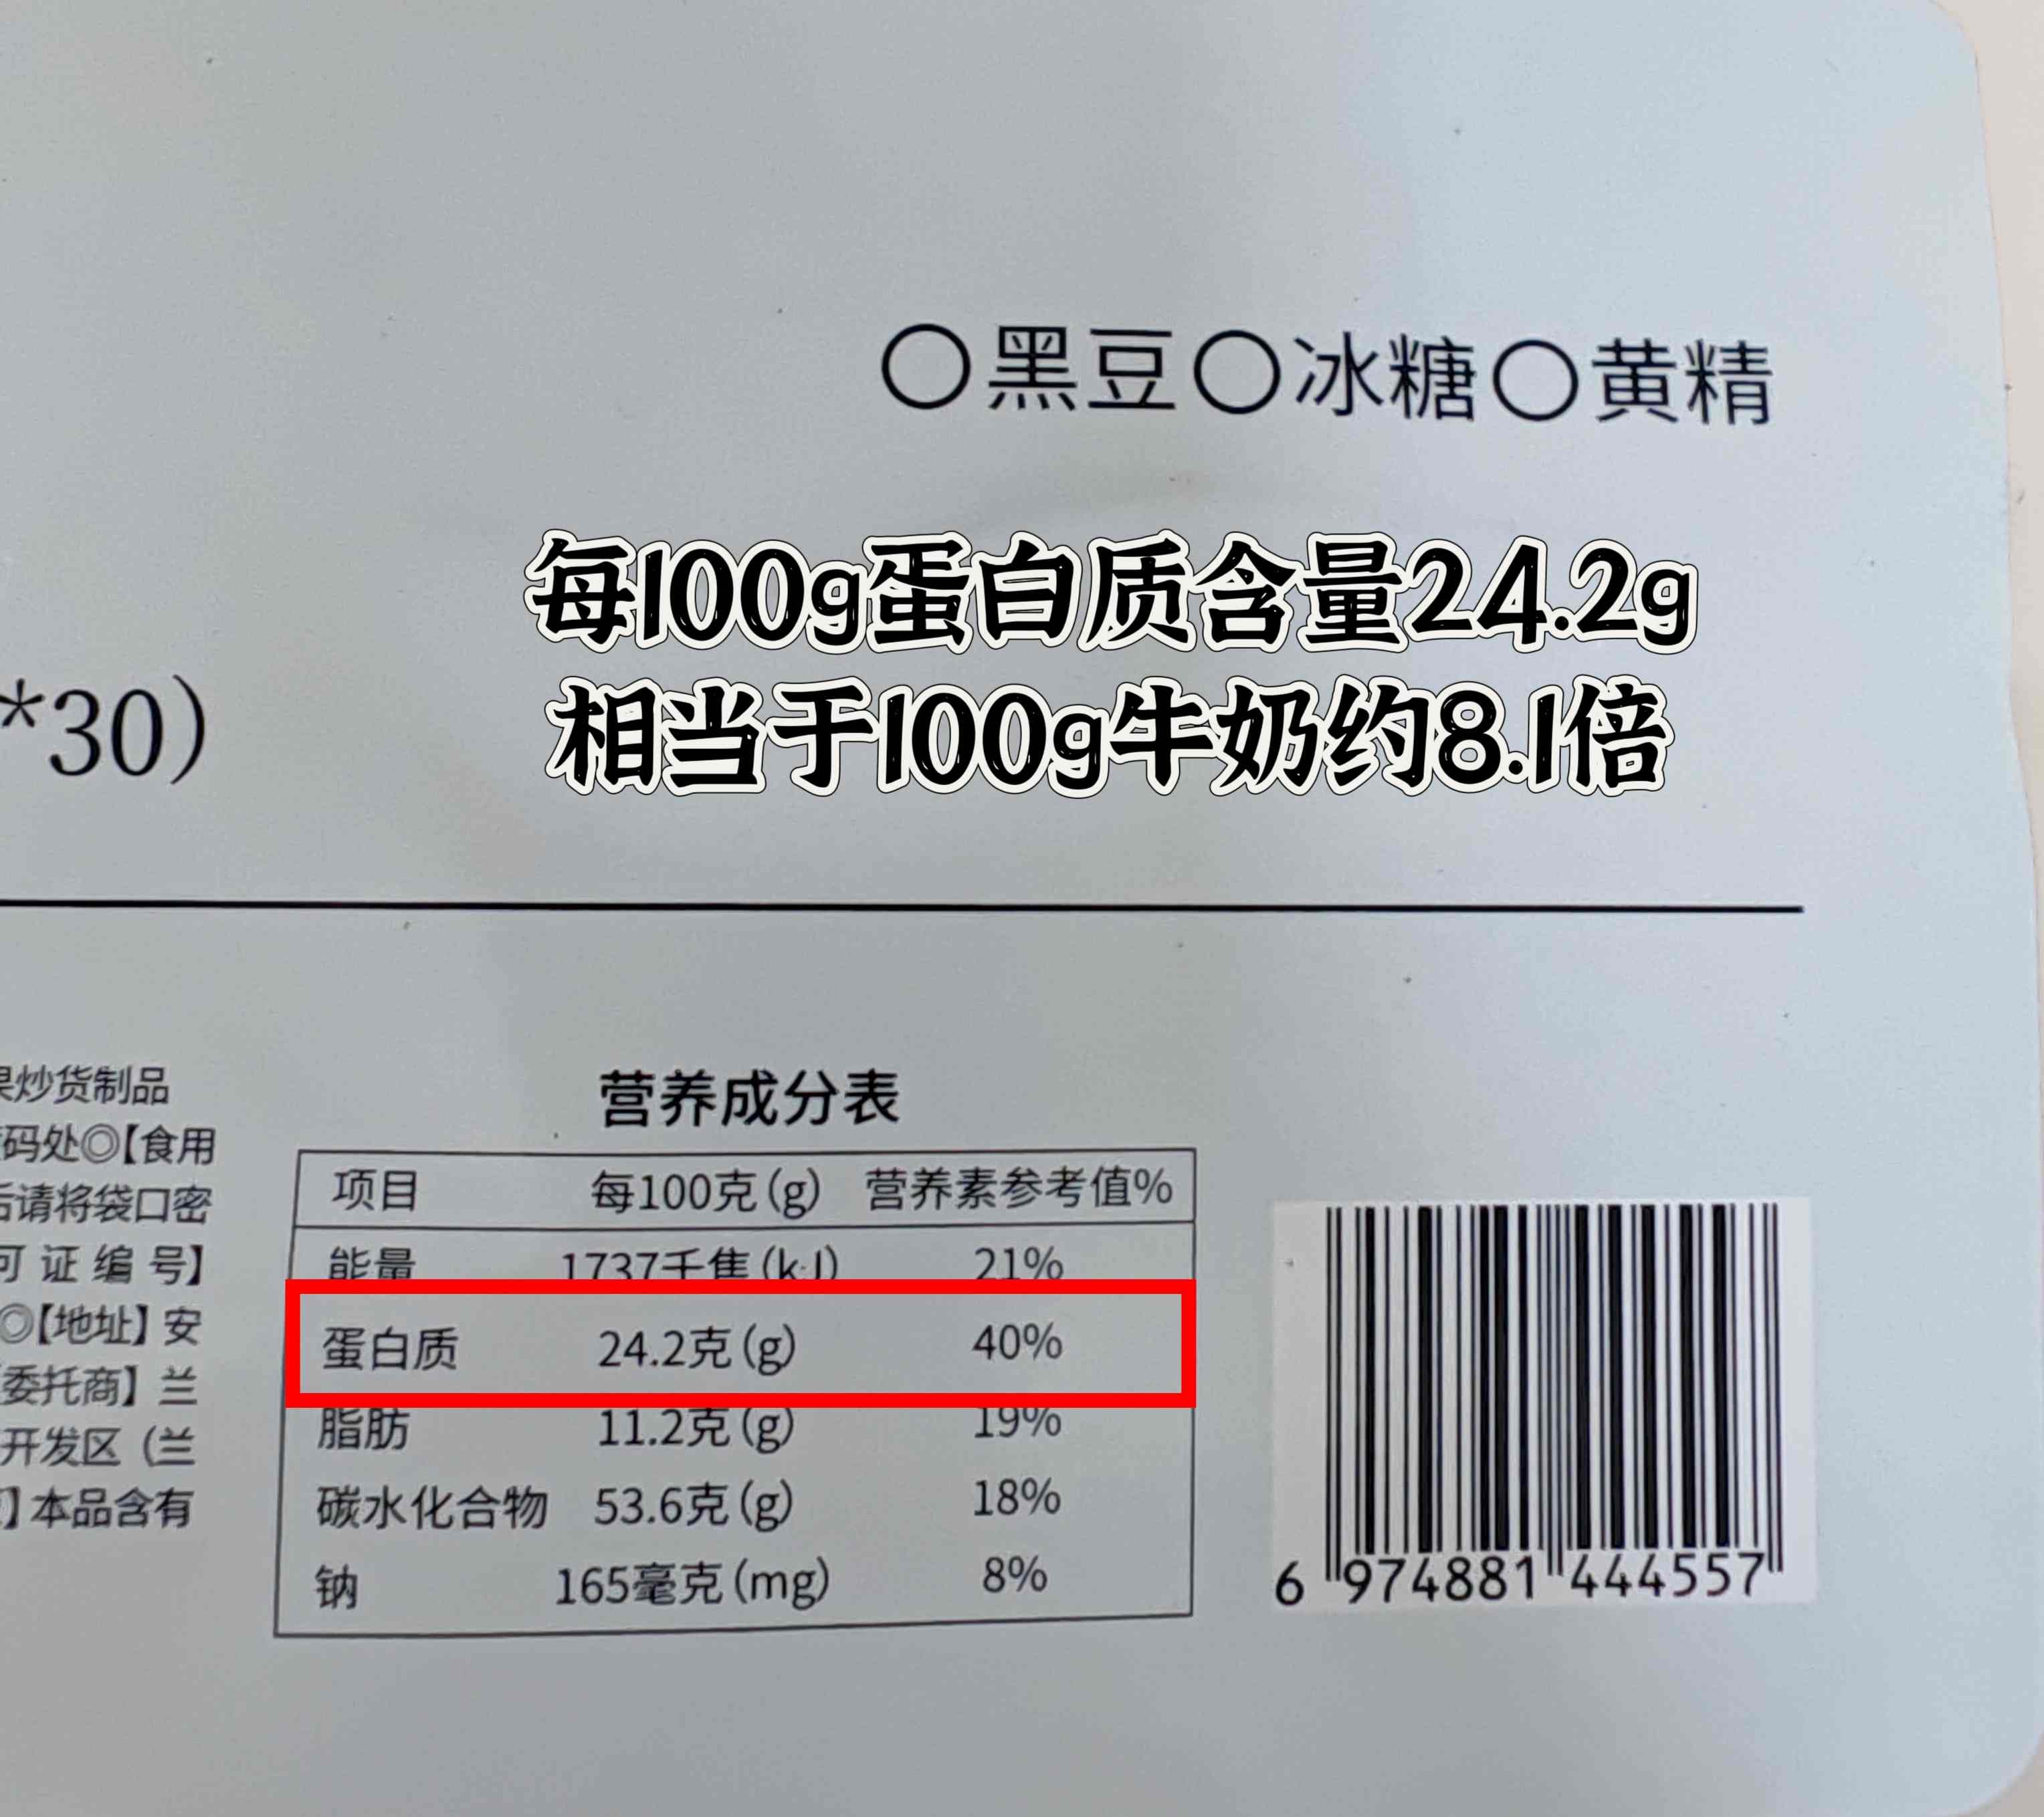 ○黑豆○冰糖○黄精
每100g蛋白质含量24.2g
相当于100g牛奶约8.1倍
*30)
炒货制品
码处◎【食用
请将袋口密
可证编号】
◎【地址】安
委托商】兰
开发区（兰
】本品含有
营养成分表
项目 每100克(g) 营养素参考值%
能量 1737千焦(kJ) 21%
蛋白质 24.2克(g) 40%
脂肪 11.2克(g) 19%
碳水化合物 53.6克(g) 18%
钠 165毫克(mg) 8%
6 974881 444557